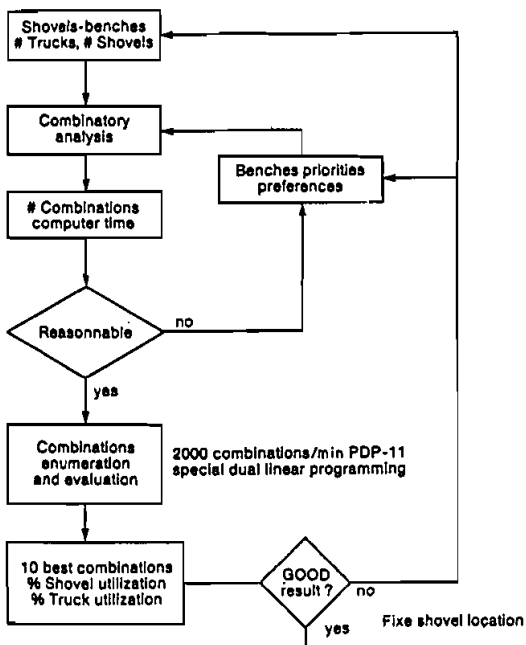 Shovels-benches
# Trucks, # Shovels
Combinatory
analysis
Benches priorities
preferences
# Combinations
computer time
Reasonnable
no
yes
Combinations
enumeration
and evaluation
2000 combinations/min PDP-11
special dual linear programming
10 best combinations
% Shovel utilization
% Truck utilization
GOOD
result ?
no
yes
Fixe shovel location